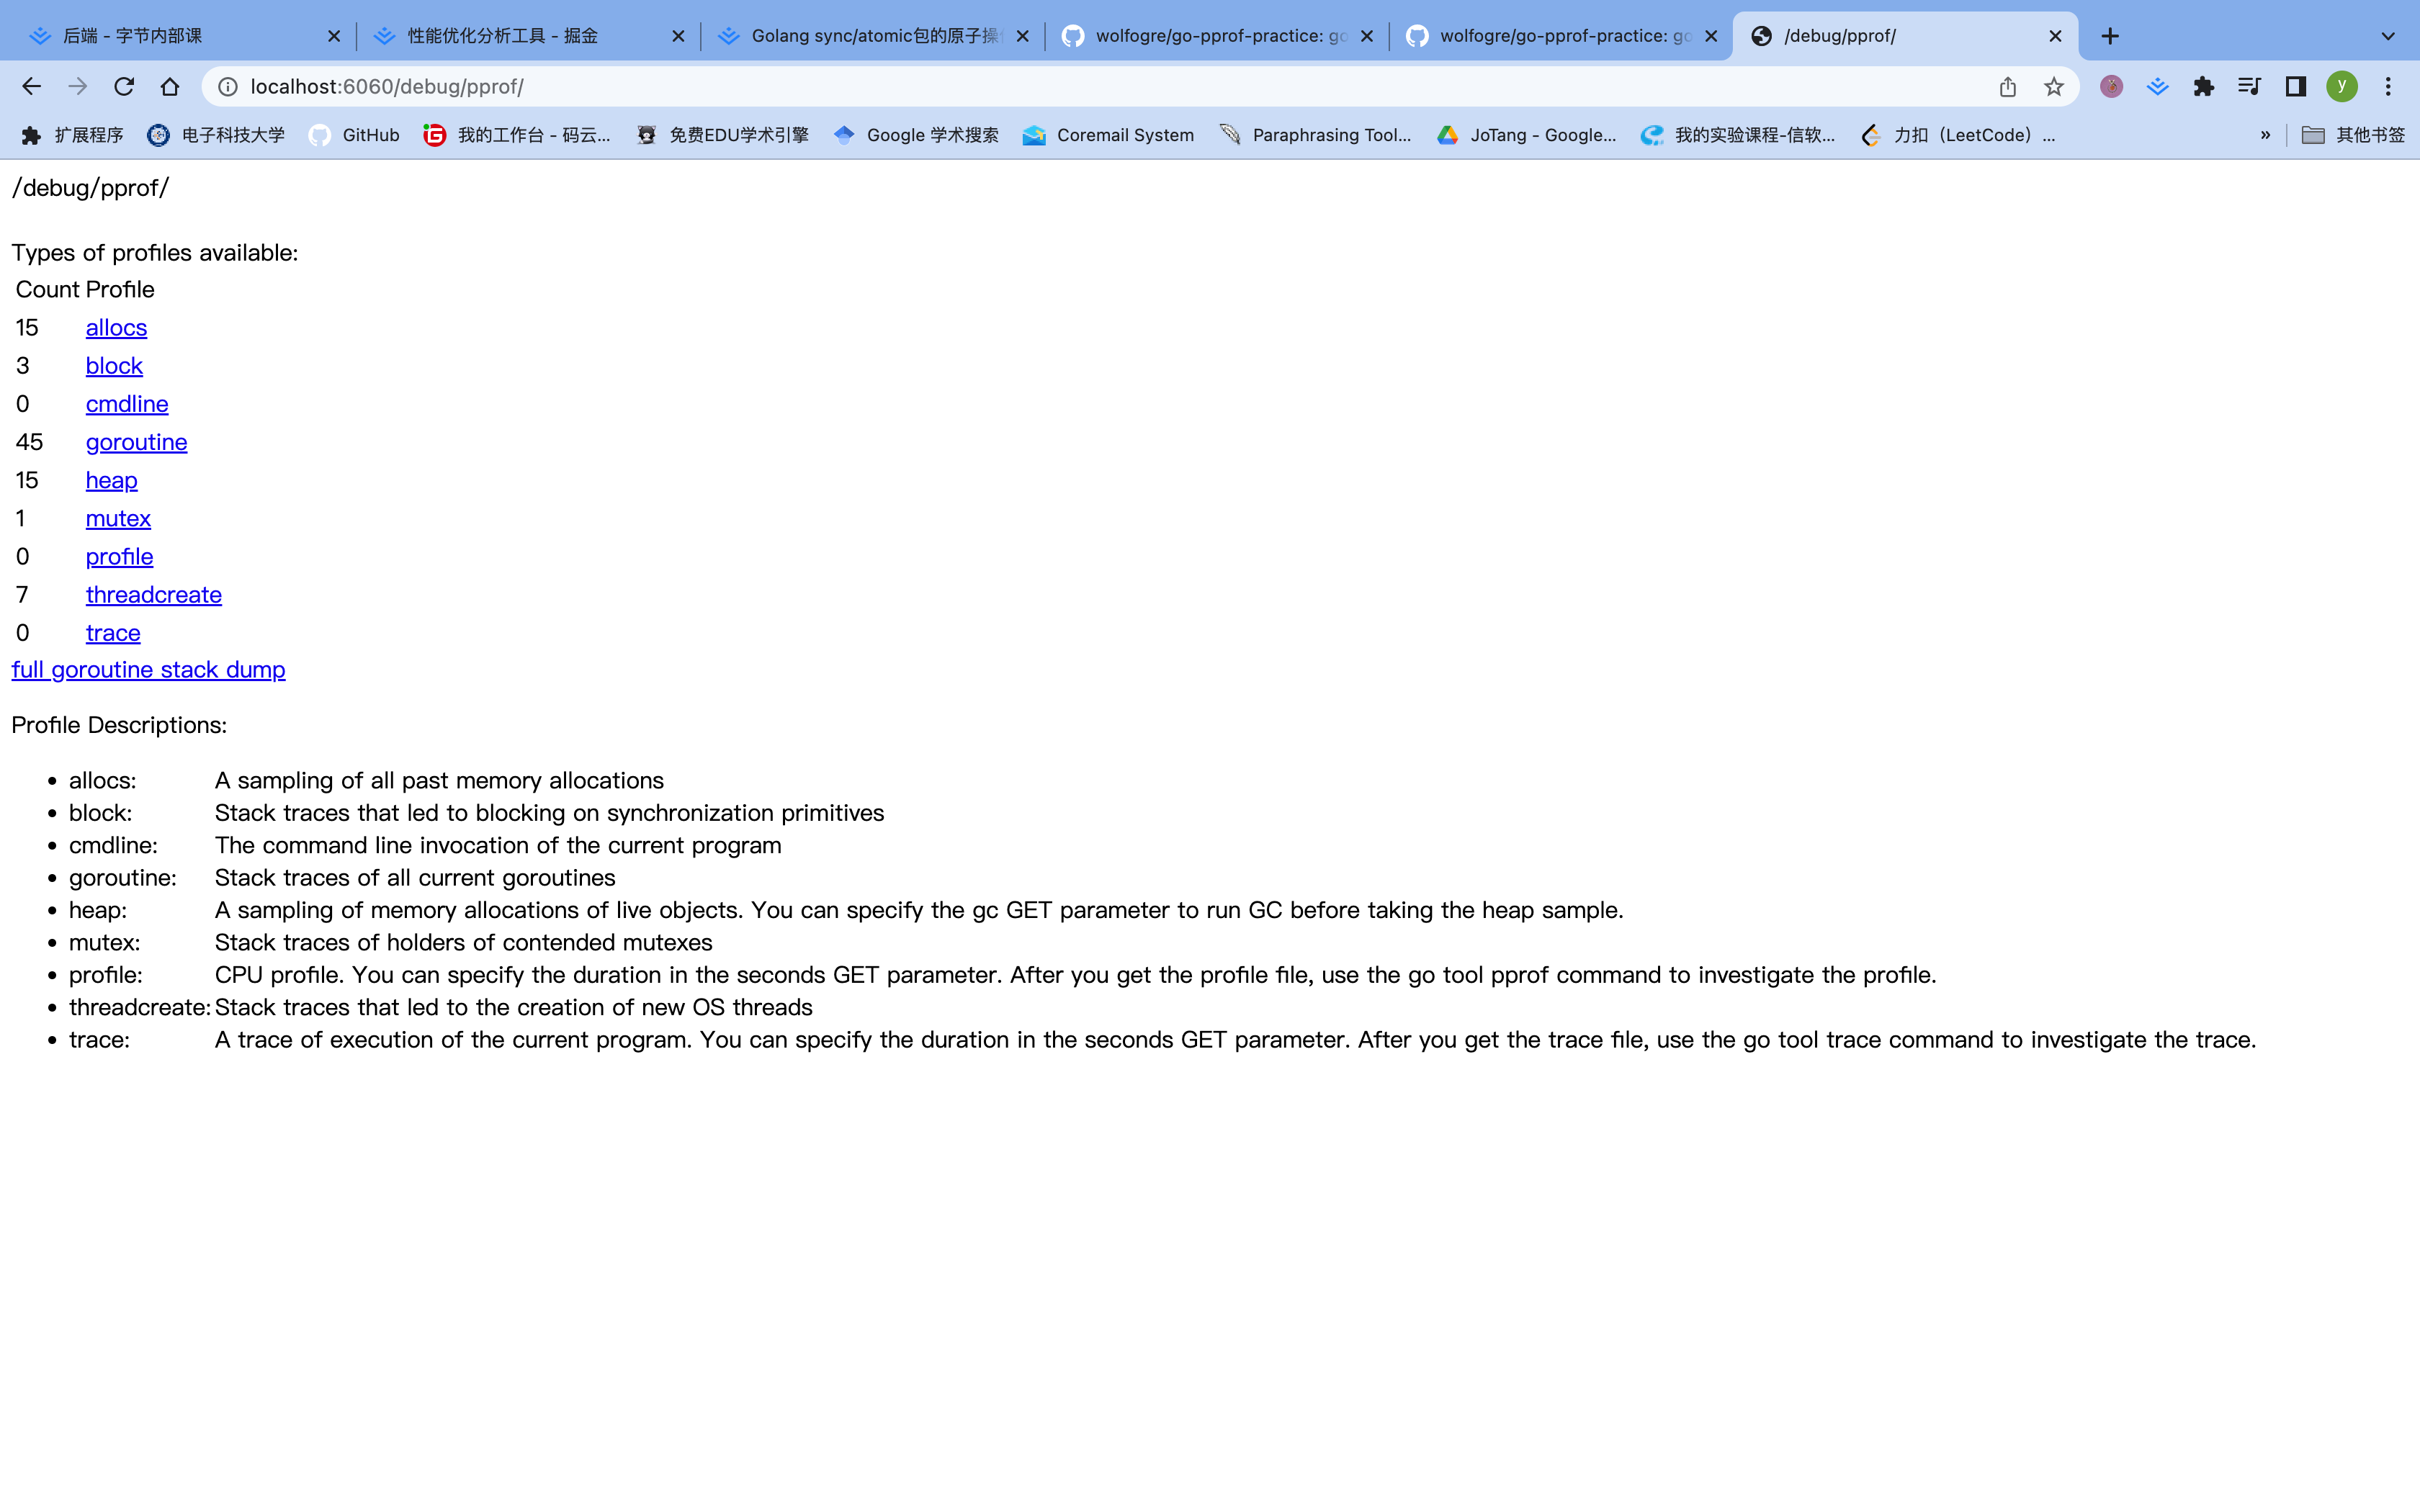 后端 - 字节内部课
性能优化分析工具 - 掘金
Golang sync/atomic包的原子操
wolfogre/go-pprof-practice: go
wolfogre/go-pprof-practice: go
/debug/pprof/
localhost:6060/debug/pprof/
y
扩展程序
电子科技大学
GitHub
我的工作台 - 码云...
免费EDU学术引擎
Google 学术搜索
Coremail System
Paraphrasing Tool...
JoTang - Google...
我的实验课程-信软...
力扣（LeetCode）...
»
其他书签
/debug/pprof/
Types of profiles available:
Count Profile
15 allocs
3 block
0 cmdline
45 goroutine
15 heap
1 mutex
0 profile
7 threadcreate
0 trace
full goroutine stack dump
Profile Descriptions:
• allocs: A sampling of all past memory allocations
• block: Stack traces that led to blocking on synchronization primitives
• cmdline: The command line invocation of the current program
• goroutine: Stack traces of all current goroutines
• heap: A sampling of memory allocations of live objects. You can specify the gc GET parameter to run GC before taking the heap sample.
• mutex: Stack traces of holders of contended mutexes
• profile: CPU profile. You can specify the duration in the seconds GET parameter. After you get the profile file, use the go tool pprof command to investigate the profile.
• threadcreate: Stack traces that led to the creation of new OS threads
• trace: A trace of execution of the current program. You can specify the duration in the seconds GET parameter. After you get the trace file, use the go tool trace command to investigate the trace.